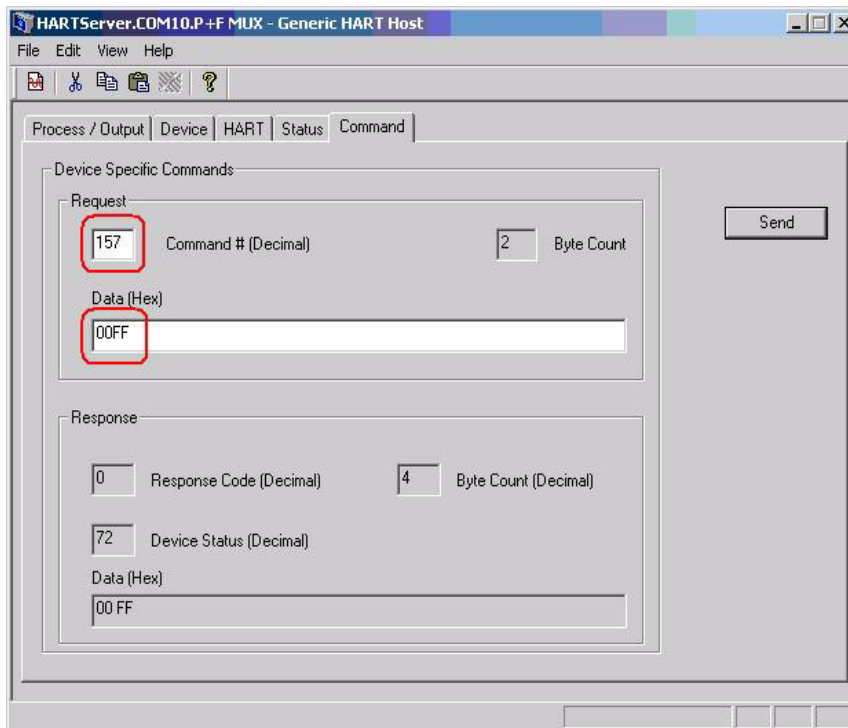 HARTServer.COM10.P+F MUX - Generic HART Host
File Edit View Help
Process / Output Device HART Status Command
Device Specific Commands
Request
157 Command # (Decimal) 2 Byte Count
Send
Data (Hex)
00FF
Response
0 Response Code (Decimal) 4 Byte Count (Decimal)
72 Device Status (Decimal)
Data (Hex)
00 FF